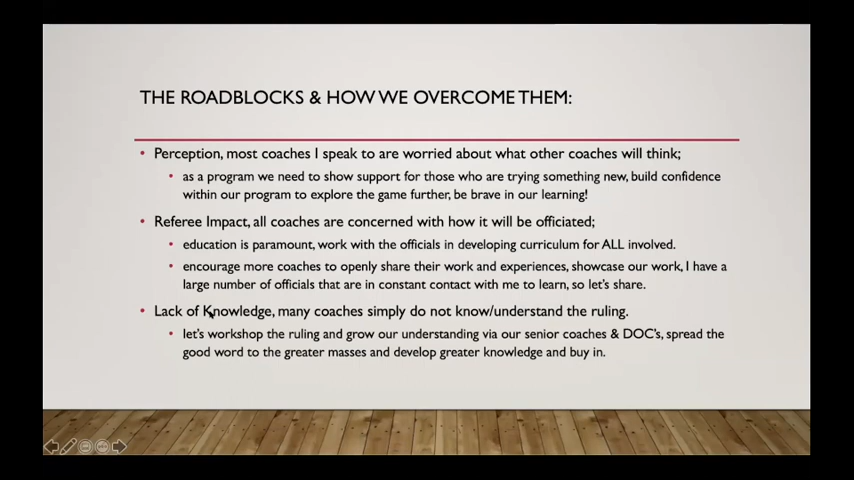 THE ROADBLOCKS & HOW WE OVERCOME THEM:
• Perception, most coaches I speak to are worried about what other coaches will think;
• as a program we need to show support for those who are trying something new, build confidence
within our program to explore the game further, be brave in our learning!
• Referee Impact, all coaches are concerned with how it will be officiated;
• education is paramount, work with the officials in developing curriculum for ALL involved.
• encourage more coaches to openly share their work and experiences, showcase our work, I have a
large number of officials that are in constant contact with me to learn, so let's share.
• Lack of Knowledge, many coaches simply do not know/understand the ruling.
• let's workshop the ruling and grow our understanding via our senior coaches & DOC's, spread the
good word to the greater masses and develop greater knowledge and buy in.